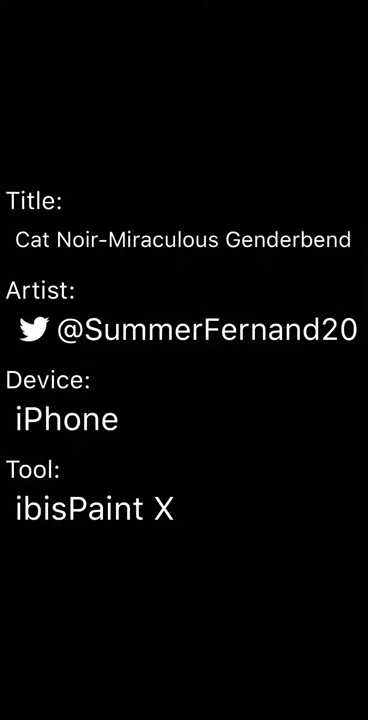 Title:
Cat Noir-Miraculous Genderbend
Artist:
@SummerFernand20
Device:
iPhone
Tool:
ibisPaint X